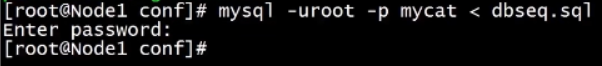 [root@Node1 conf]# mysql -uroot -p mycat < dbseq.sql
Enter password:
[root@Node1 conf]#